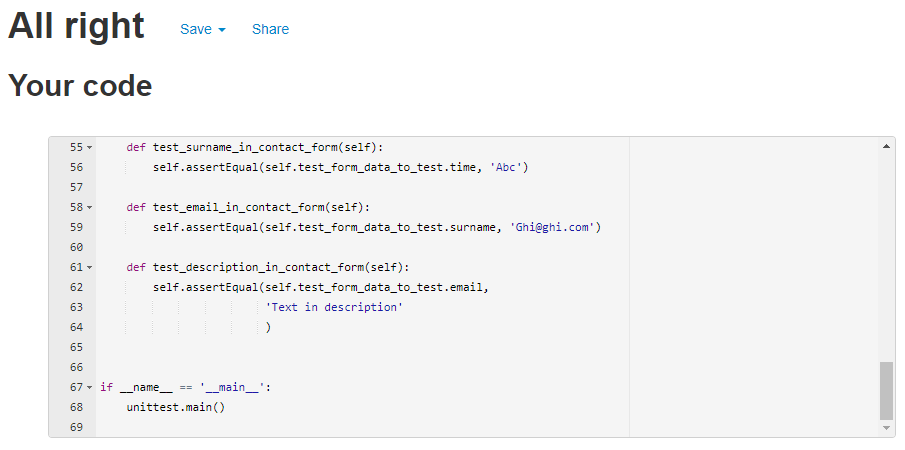 All right Save Share
Your code
55 def test_surname_in_contact_form(self):
56 self.assertEqual(self.test_form_data_to_test.time, 'Abc')
57
58 def test_email_in_contact_form(self):
59 self.assertEqual(self.test_form_data_to_test.surname, 'Ghi@ghi.com')
60
61 def test_description_in_contact_form(self):
62 self.assertEqual(self.test_form_data_to_test.email,
63 'Text in description'
64 )
65
66
67 if __name__ == '__main__':
68 unittest.main()
69